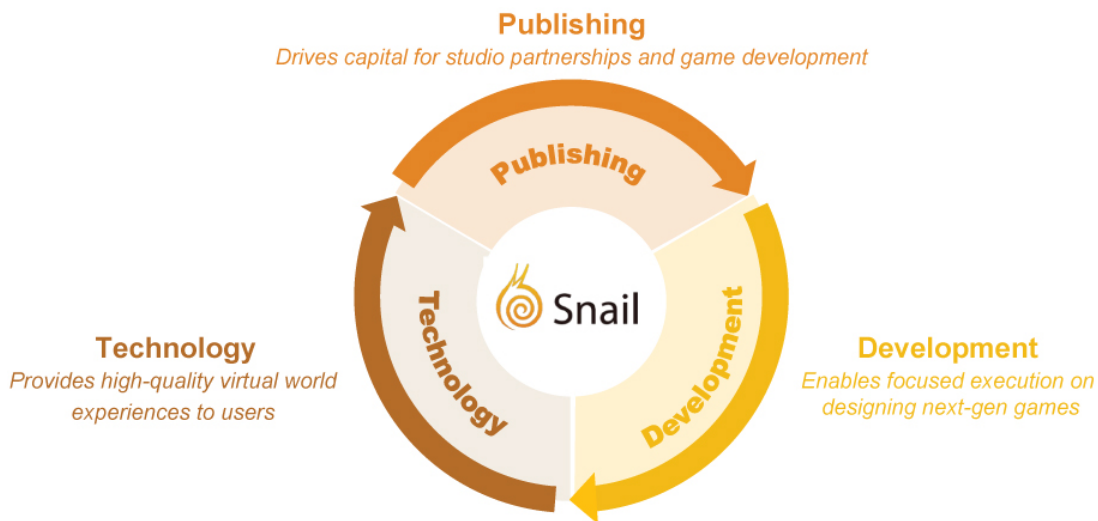 Publishing
Drives capital for studio partnerships and game development
Publishing
Technology
Development
Snail
Technology
Provides high-quality virtual world
experiences to users
Development
Enables focused execution on
designing next-gen games